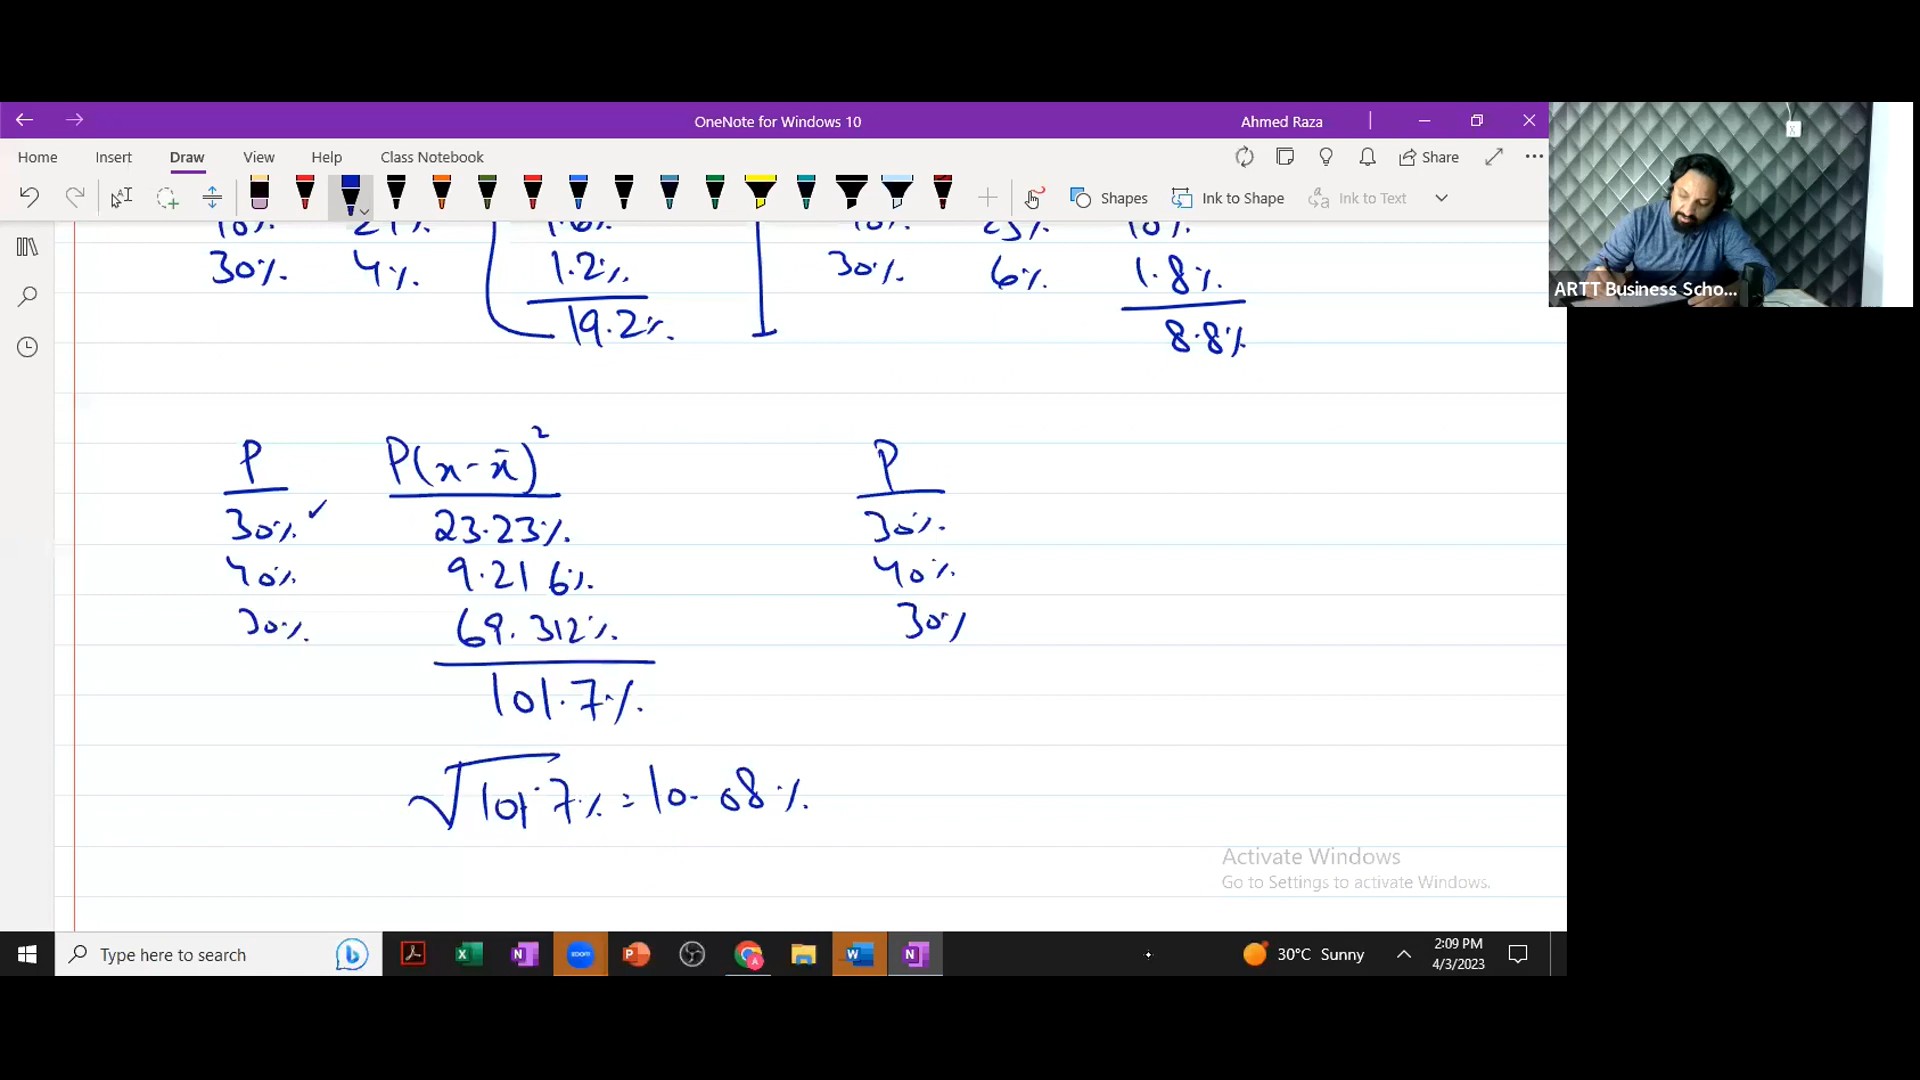 OneNote for Windows 10
Ahmed Raza
Home Insert Draw View Help Class Notebook
Share
Shapes Ink to Shape Ink to Text
ARTT Business Scho...
30% 4% 1.2% 30% 6% 1.8%
19.2% 8.8%
P P(x-x̄)² P
30% ✓ 23.23% 30%
40% 9.216% 40%
30% 69.312% 30%
101.7%
√101.7% = 10.08%
Activate Windows
Go to Settings to activate Windows.
Type here to search
30°C Sunny
2:09 PM
4/3/2023